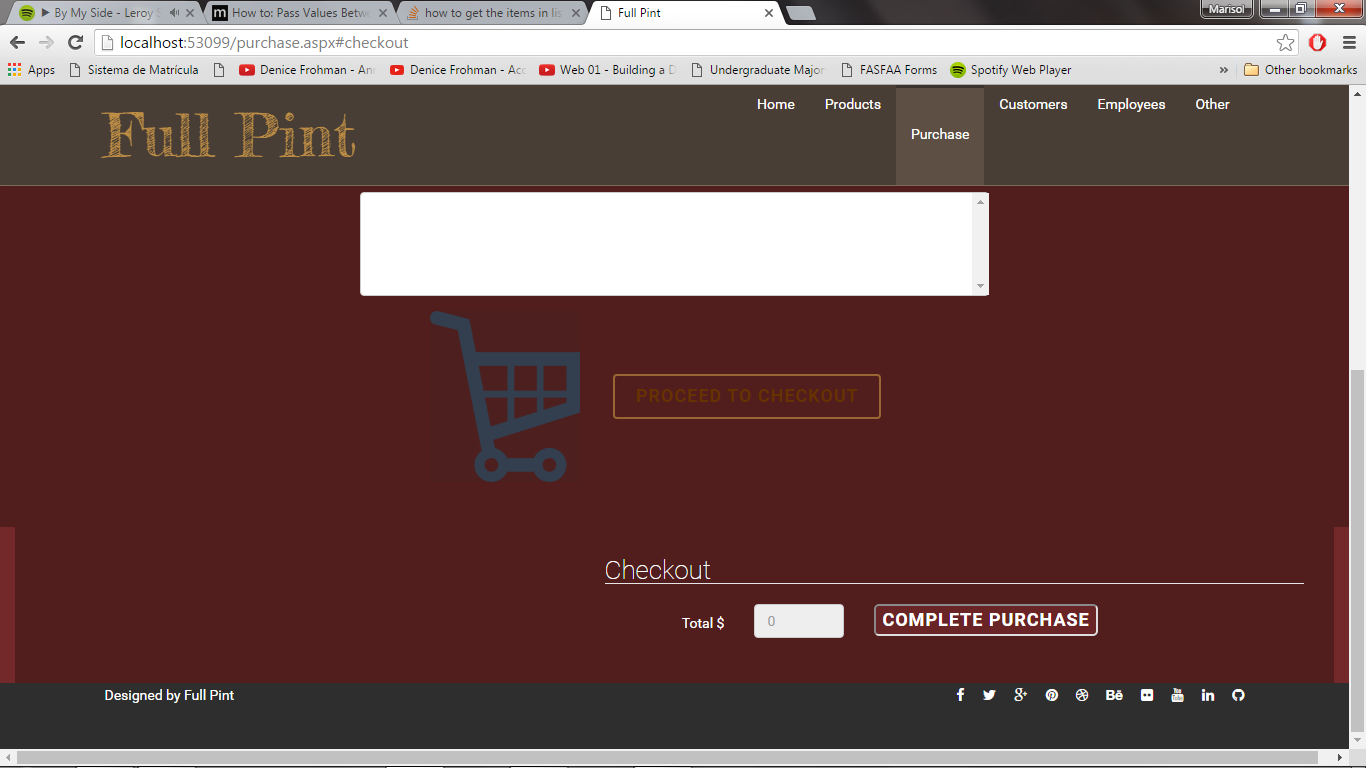 By My Side - Leroy S
How to: Pass Values Betwe
how to get the items in lis
Full Pint
Marisol
localhost:53099/purchase.aspx#checkout
Apps
Sistema de Matrícula
Denice Frohman - Ann
Denice Frohman - Acc
Web 01 - Building a D
Undergraduate Major
FASFAA Forms
Spotify Web Player
»
Other bookmarks
Full Pint
Home
Products
Purchase
Customers
Employees
Other
PROCEED TO CHECKOUT
Checkout
Total $
0
COMPLETE PURCHASE
Designed by Full Pint